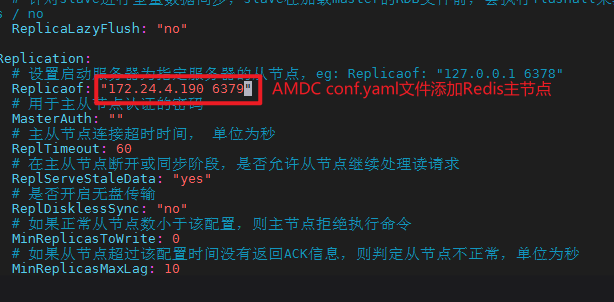 # 针对slave进行全量数据同步，slave在加载master的RDB文件前，会执行flushall来
s / no
ReplicaLazyFlush: "no"
Replication:
# 设置启动服务器为指定服务器的从节点，eg: Replicaof: "127.0.0.1 6378"
Replicaof: "172.24.4.190 6379" AMDC conf.yaml文件添加Redis主节点
# 用于主从节点认证的密码
MasterAuth: ""
# 主从节点连接超时时间， 单位为秒
ReplTimeout: 60
# 在主从节点断开或同步阶段，是否允许从节点继续处理读请求
ReplServeStaleData: "yes"
# 是否开启无盘传输
ReplDisklessSync: "no"
# 如果正常从节点数小于该配置，则主节点拒绝执行命令
MinReplicasToWrite: 0
# 如果从节点超过该配置时间没有返回ACK信息，则判定从节点不正常，单位为秒
MinReplicasMaxLag: 10